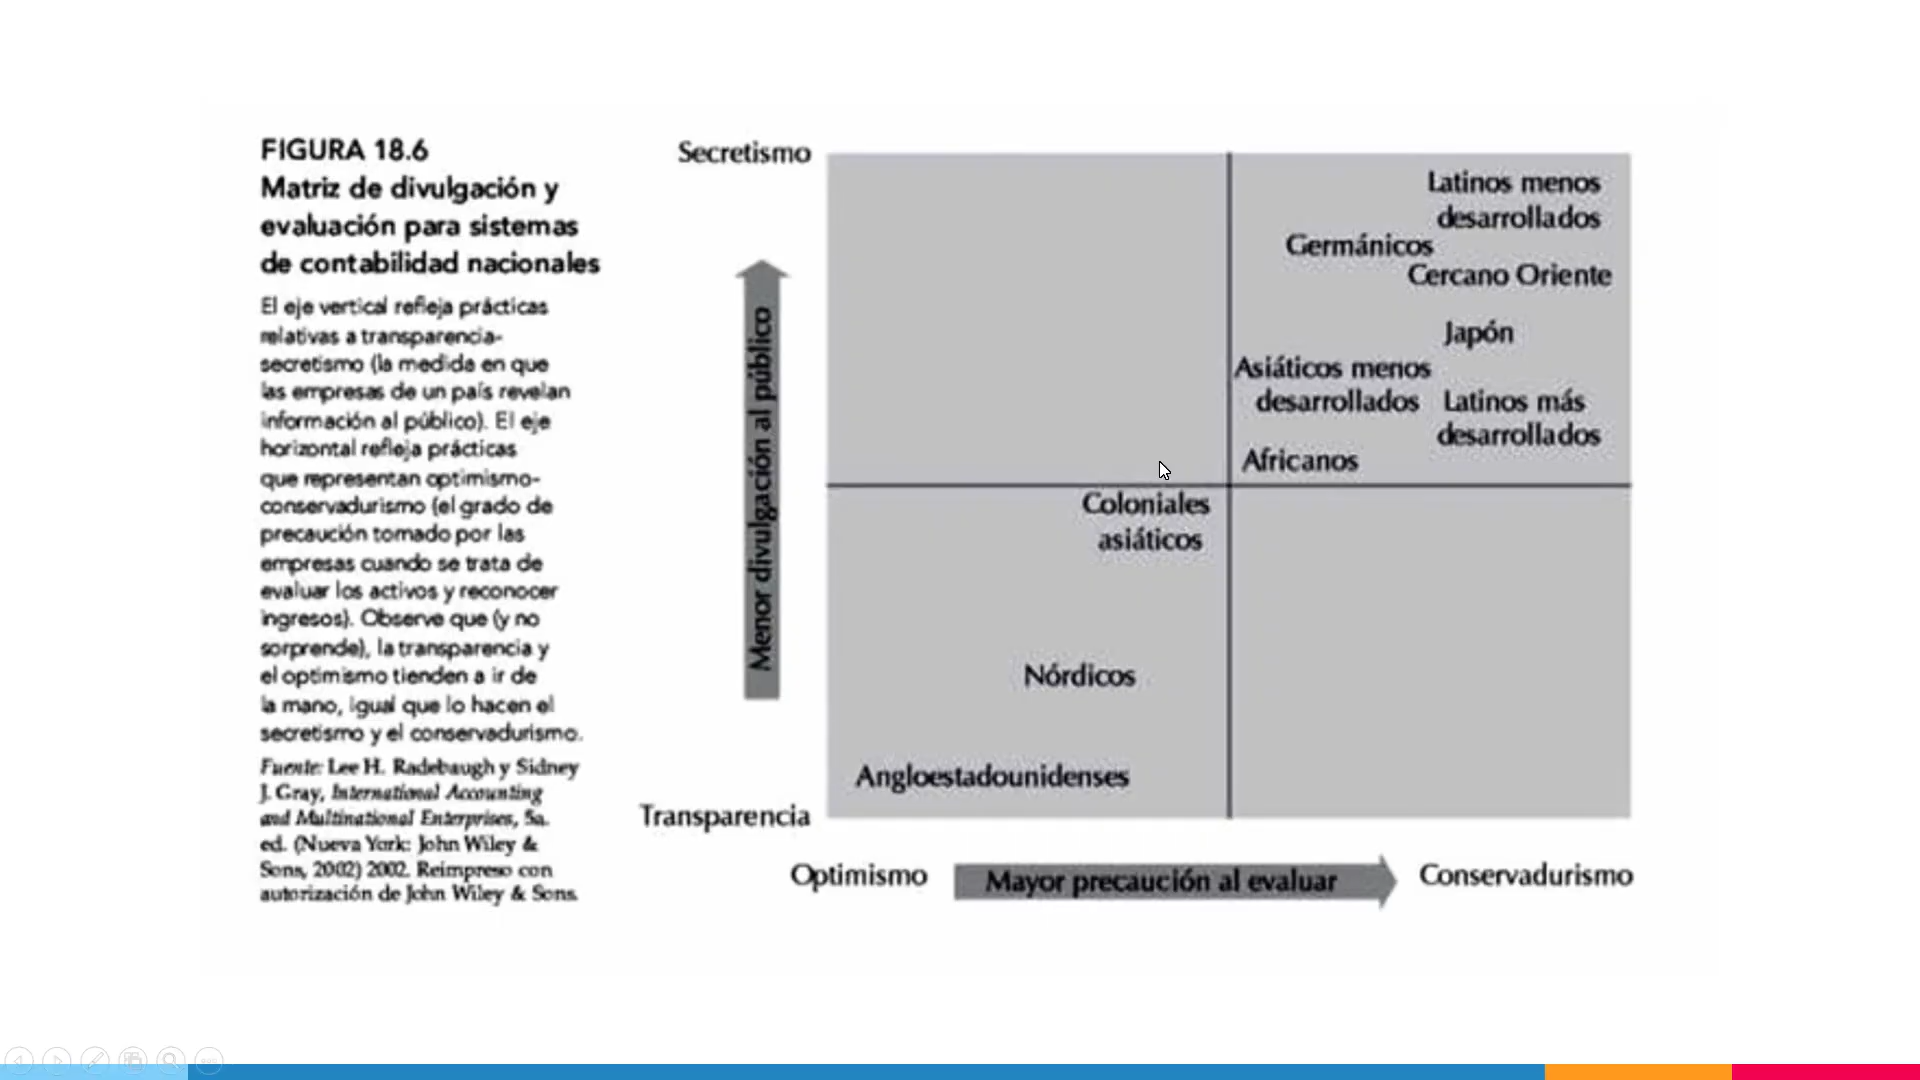 FIGURA 18.6
Matriz de divulgación y
evaluación para sistemas
de contabilidad nacionales
El eje vertical refleja prácticas
relativas a transparencia-
secretismo (la medida en que
las empresas de un país revelan
información al público). El eje
horizontal refleja prácticas
que representan optimismo-
conservadurismo (el grado de
precaución tomado por las
empresas cuando se trata de
evaluar los activos y reconocer
ingresos). Observe que (y no
sorprende), la transparencia y
el optimismo tienden a ir de
la mano, igual que lo hacen el
secretismo y el conservadurismo.
Fuente: Lee H. Radebaugh y Sidney
J. Gray, International Accounting
and Multinational Enterprises, 5a.
ed. (Nueva York: John Wiley &
Sons, 2002) 2002. Reimpreso con
autorización de John Wiley & Sons.
Secretismo
Menor divulgación al público
Transparencia
Latinos menos
desarrollados
Germánicos
Cercano Oriente
Japón
Asiáticos menos
desarrollados
Latinos más
desarrollados
Africanos
Coloniales
asiáticos
Nórdicos
Angloestadounidenses
Optimismo
Mayor precaución al evaluar
Conservadurismo